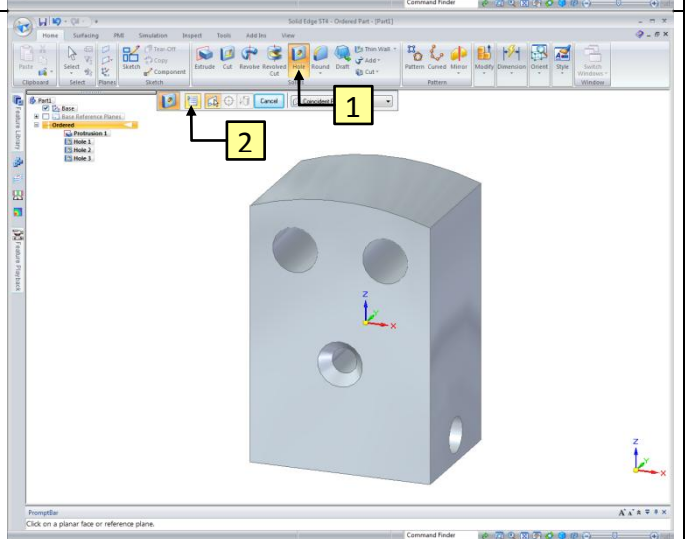 Command Finder
Solid Edge ST4 - Ordered Part - [Part1]
Home Surfacing PMI Simulation Inspect Tools Add Ins View
Paste Select Sketch Tear-Off Copy Component Extrude Cut Revolve Revolved Cut Hole Round Draft Thin Wall Add Cut Pattern Curved Mirror Modify Dimension Orient Style Switch Windows
Clipboard Select Planes Sketch Pattern Window
Part1
Base
Base Reference Planes
Ordered
Protrusion 1
Hole 1
Hole 2
Hole 3
Cancel
1
2
Feature Library
Feature Playback
Z
Y
X
Z
Y
X
PromptBar
Click on a planar face or reference plane.
Command Finder